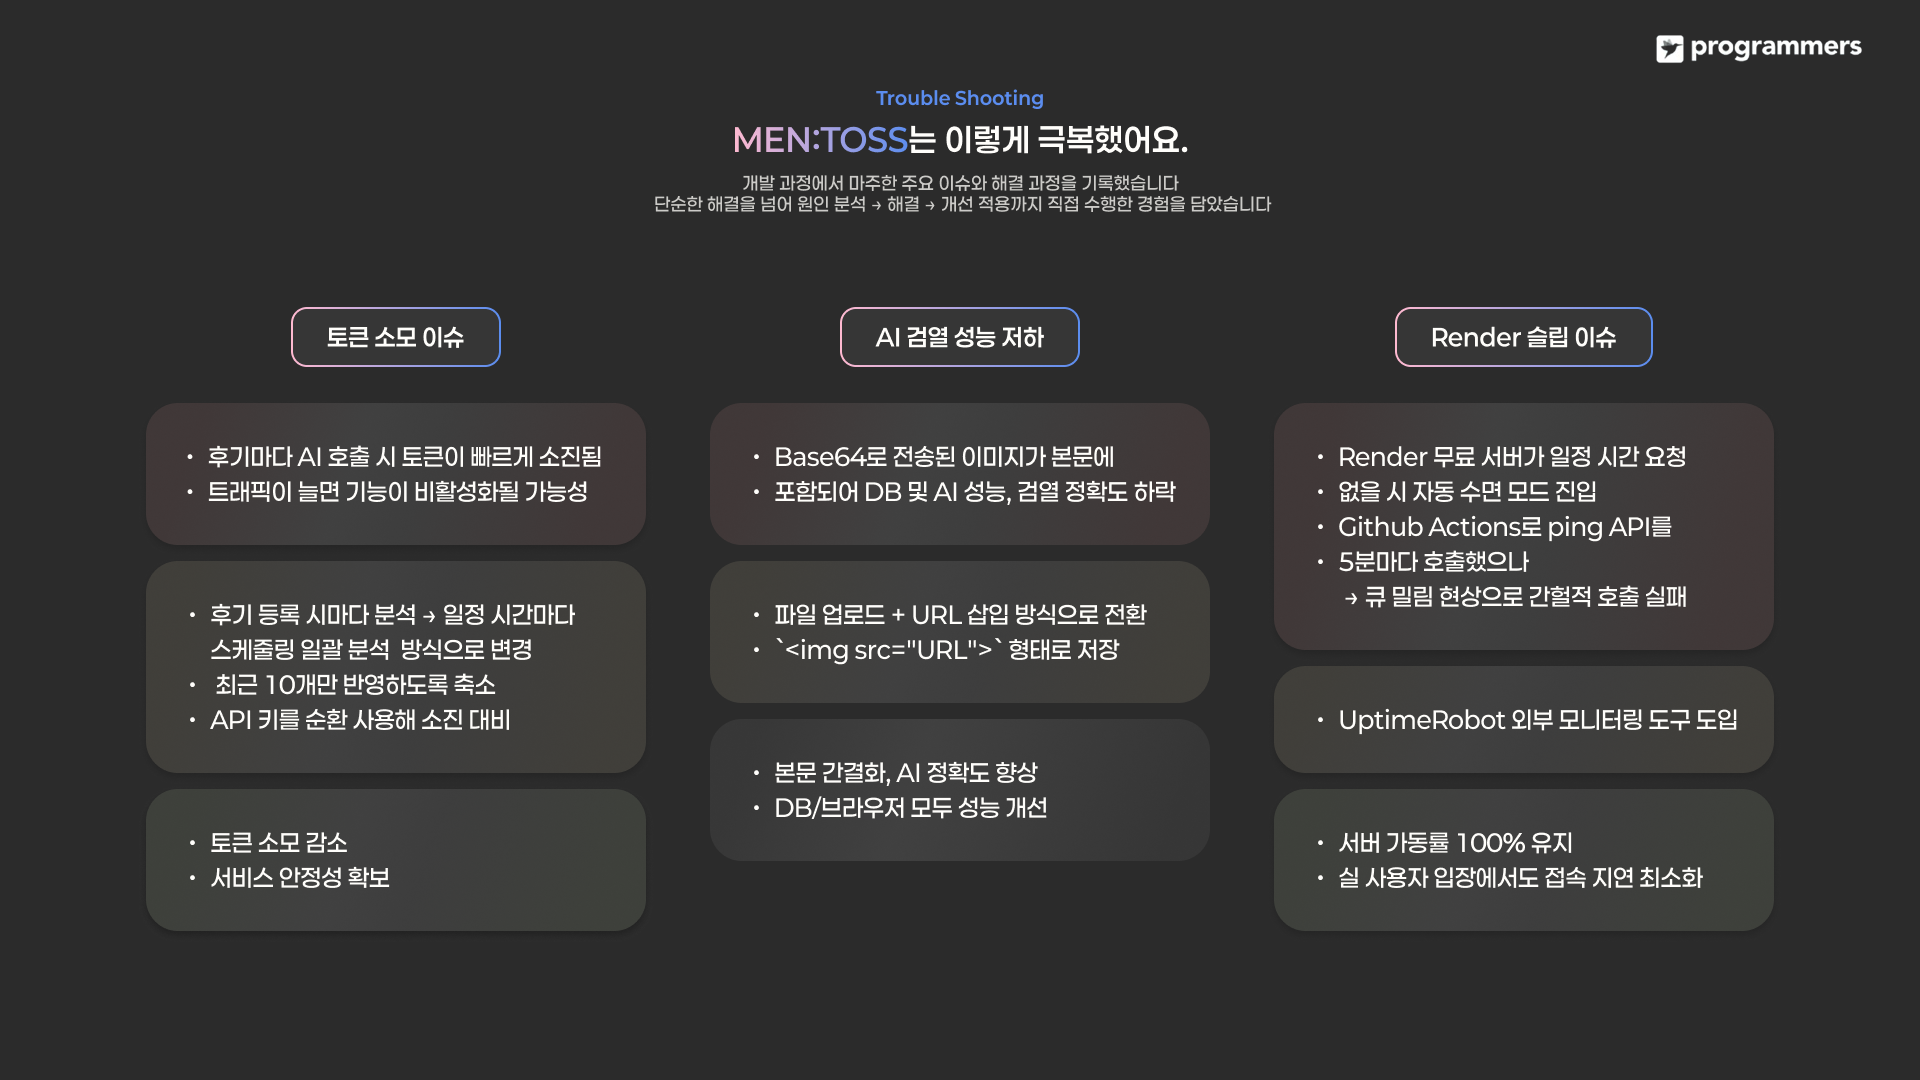 programmers
Trouble Shooting
MEN:TOSS는 이렇게 극복했어요.
개발 과정에서 마주한 주요 이슈와 해결 과정을 기록했습니다
단순한 해결을 넘어 원인 분석 → 해결 → 개선 적용까지 직접 수행한 경험을 담았습니다
토큰 소모 이슈
• 후기마다 AI 호출 시 토큰이 빠르게 소진됨
• 트래픽이 늘면 기능이 비활성화될 가능성
• 후기 등록 시마다 분석 → 일정 시간마다
스케줄링 일괄 분석 방식으로 변경
• 최근 10개만 반영하도록 축소
• API 키를 순환 사용해 소진 대비
• 토큰 소모 감소
• 서비스 안정성 확보
AI 검열 성능 저하
• Base64로 전송된 이미지가 본문에
• 포함되어 DB 및 AI 성능, 검열 정확도 하락
• 파일 업로드 + URL 삽입 방식으로 전환
• `<img src="URL">` 형태로 저장
• 본문 간결화, AI 정확도 향상
• DB/브라우저 모두 성능 개선
Render 슬립 이슈
• Render 무료 서버가 일정 시간 요청
• 없을 시 자동 수면 모드 진입
• Github Actions로 ping API를
• 5분마다 호출했으나
→ 큐 밀림 현상으로 간헐적 호출 실패
• UptimeRobot 외부 모니터링 도구 도입
• 서버 가동률 100% 유지
• 실 사용자 입장에서도 접속 지연 최소화